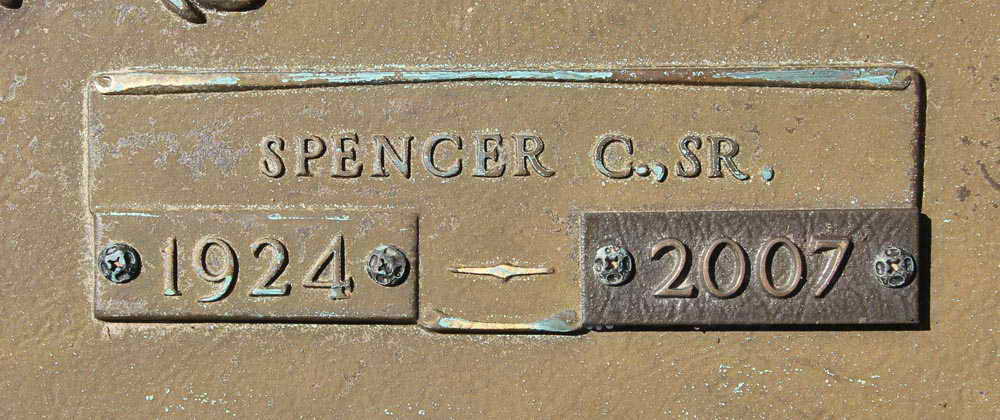 SPENCER C., SR.
1924 – 2007